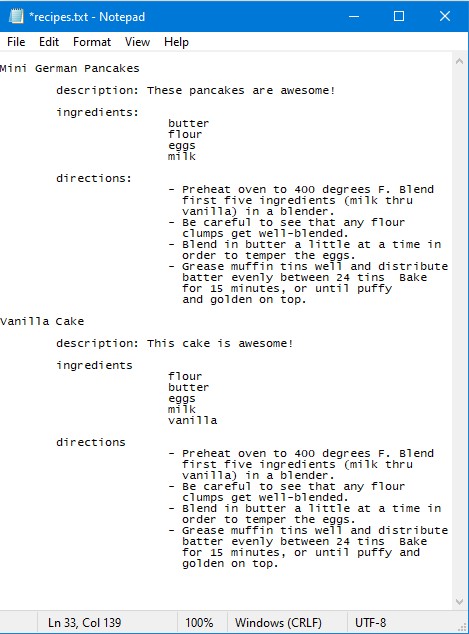 *recipes.txt - Notepad
File Edit Format View Help
Mini German Pancakes
description: These pancakes are awesome!
ingredients:
butter
flour
eggs
milk
directions:
- Preheat oven to 400 degrees F. Blend
first five ingredients (milk thru
vanilla) in a blender.
- Be careful to see that any flour
clumps get well-blended.
- Blend in butter a little at a time in
order to temper the eggs.
- Grease muffin tins well and distribute
batter evenly between 24 tins  Bake
for 15 minutes, or until puffy
and golden on top.
Vanilla Cake
description: This cake is awesome!
ingredients
flour
butter
eggs
milk
vanilla
directions
- Preheat oven to 400 degrees F. Blend
first five ingredients (milk thru
vanilla) in a blender.
- Be careful to see that any flour
clumps get well-blended.
- Blend in butter a little at a time in
order to temper the eggs.
- Grease muffin tins well and distribute
batter evenly between 24 tins  Bake
for 15 minutes, or until puffy and
golden on top.
Ln 33, Col 139 100% Windows (CRLF) UTF-8